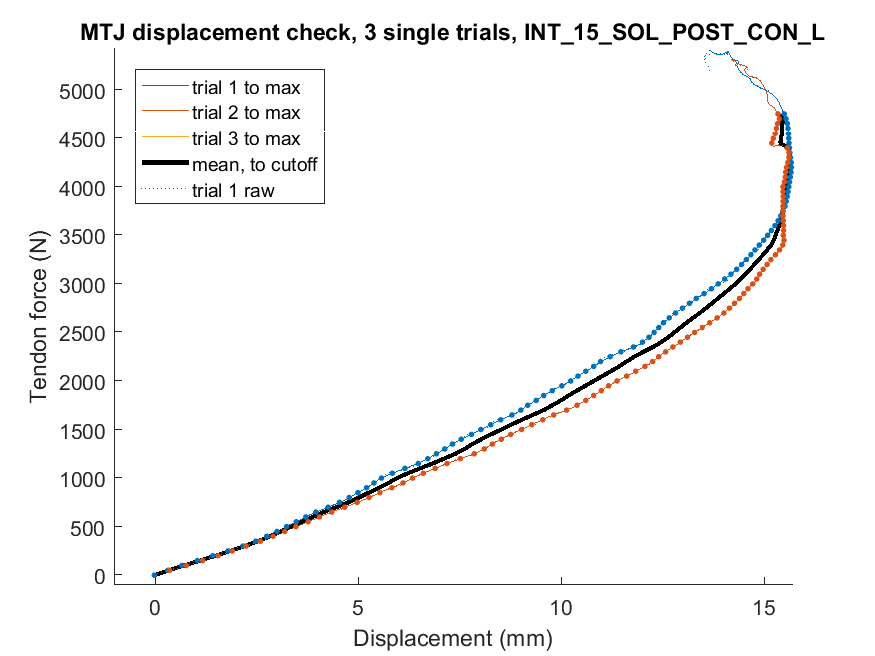 MTJ displacement check, 3 single trials, INT_15_SOL_POST_CON_L
trial 1 to max
trial 2 to max
trial 3 to max
mean, to cutoff
trial 1 raw
Tendon force (N)
5000
4500
4000
3500
3000
2500
2000
1500
1000
500
0
0 5 10 15
Displacement (mm)